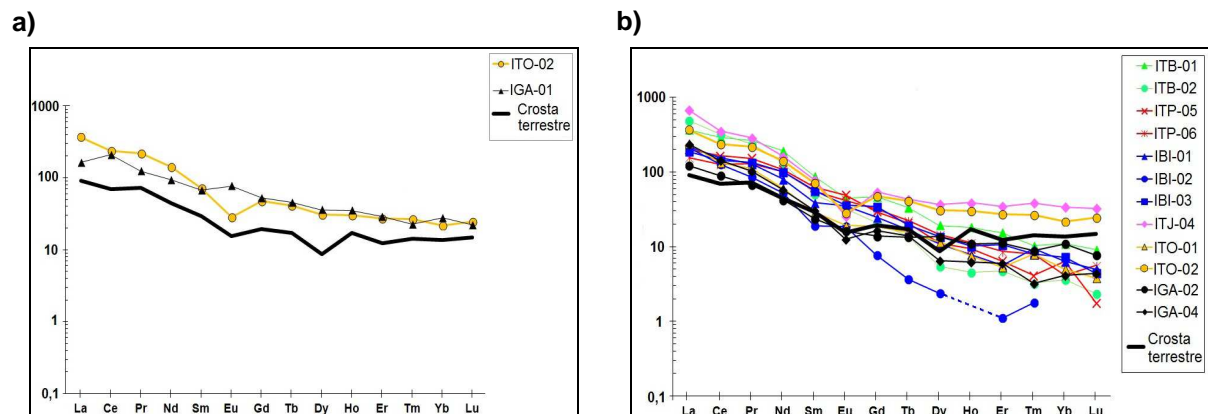 a)
ITO-02
IGA-01
Crosta
terrestre
1000
100
10
1
0,1
La Ce Pr Nd Sm Eu Gd Tb Dy Ho Er Tm Yb Lu
b)
ITB-01
ITB-02
ITP-05
ITP-06
IBI-01
IBI-02
IBI-03
ITJ-04
ITO-01
ITO-02
IGA-02
IGA-04
Crosta
terrestre
1000
100
10
1
0,1
La Ce Pr Nd Sm Eu Gd Tb Dy Ho Er Tm Yb Lu